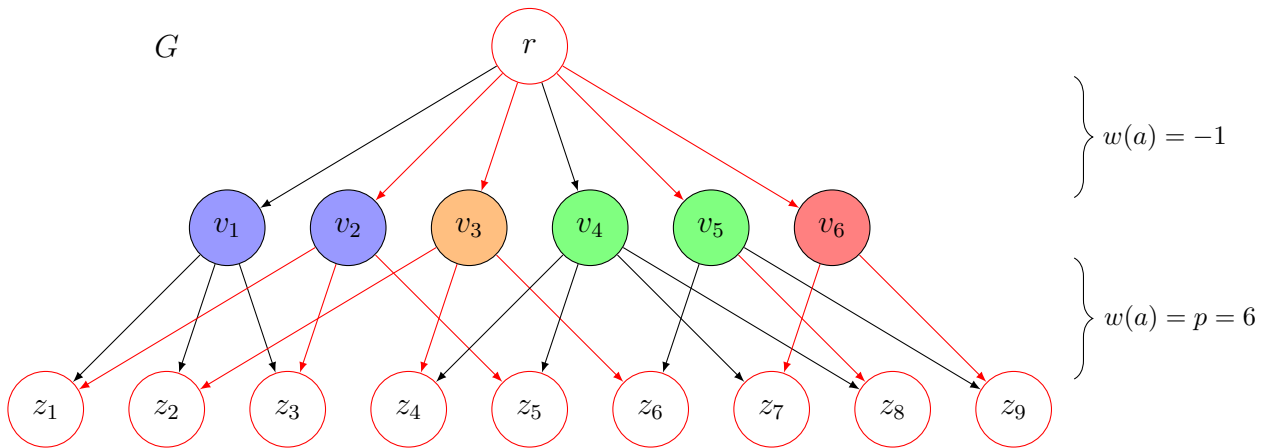 G
r
w(a) = −1
v₁ v₂ v₃ v₄ v₅ v₆
w(a) = p = 6
z₁ z₂ z₃ z₄ z₅ z₆ z₇ z₈ z₉